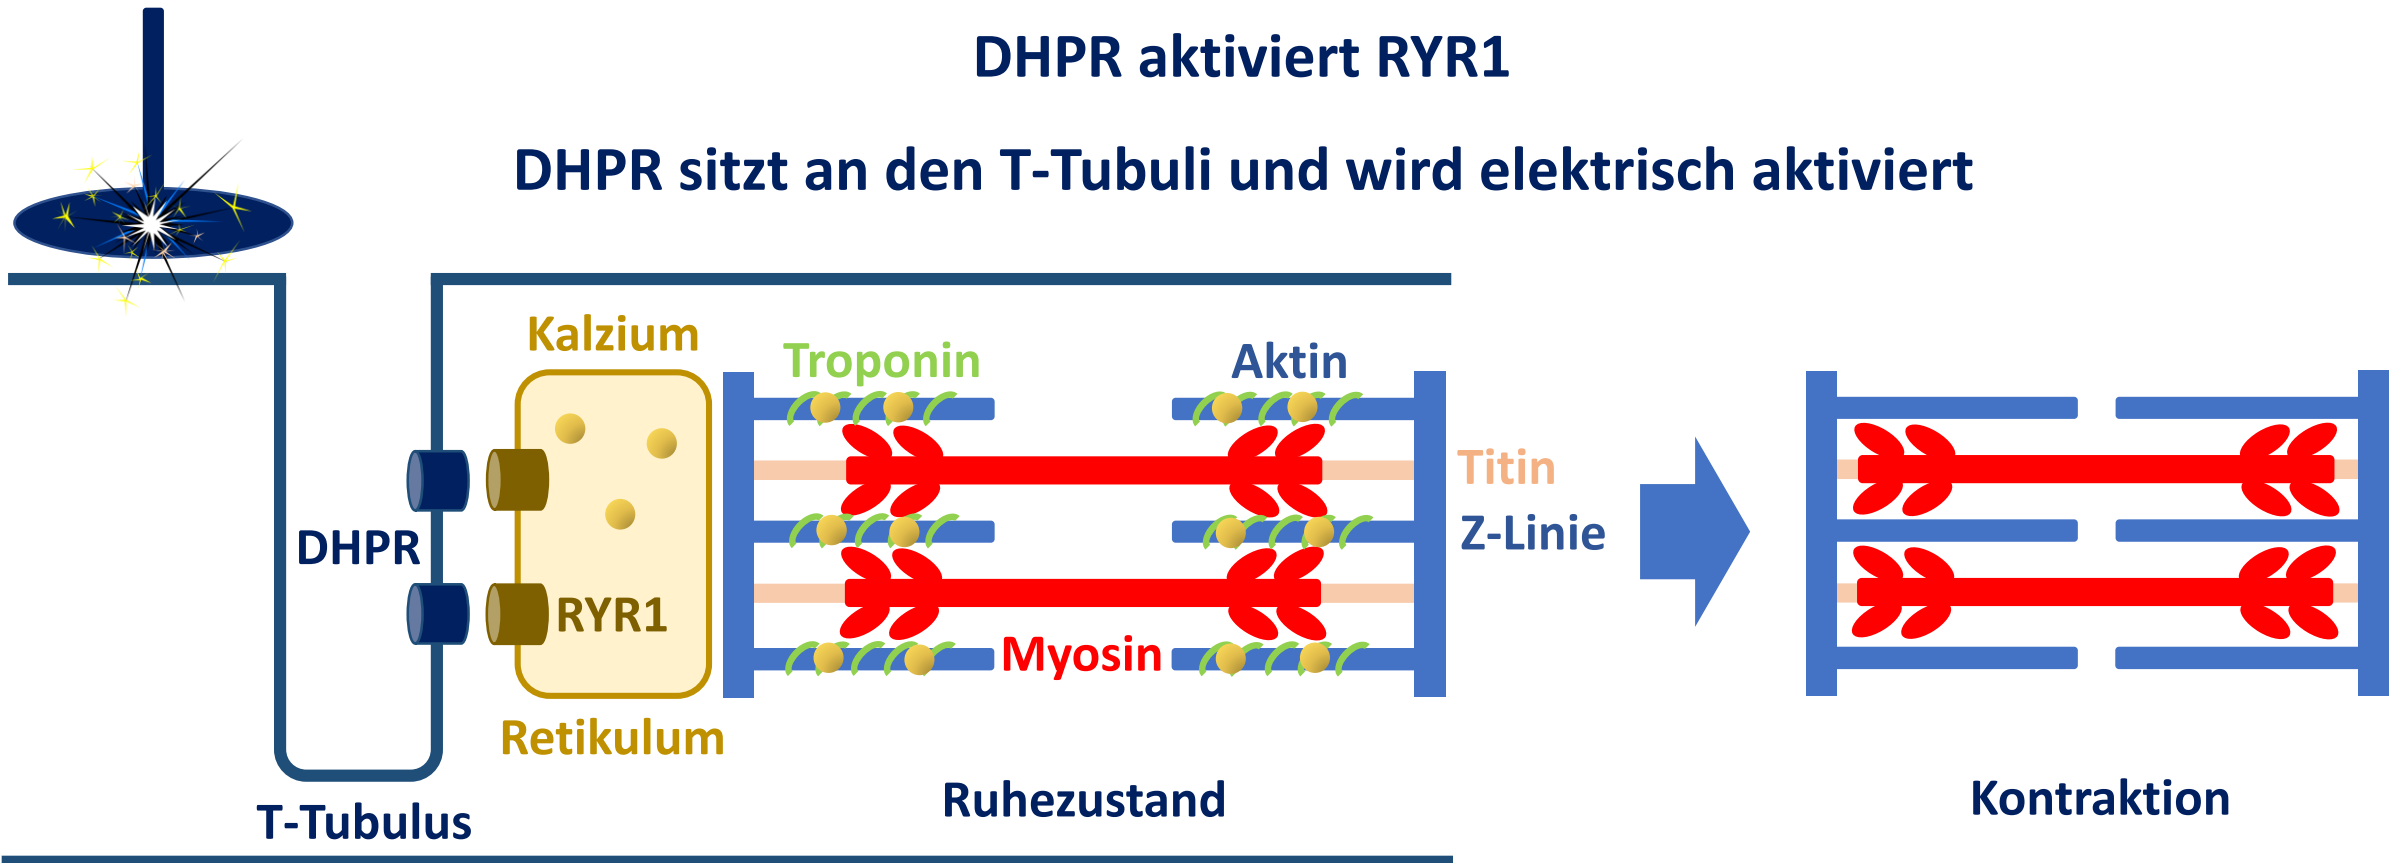 DHPR aktiviert RYR1
DHPR sitzt an den T-Tubuli und wird elektrisch aktiviert
Kalzium
Troponin
Aktin
Titin
Z-Linie
DHPR
RYR1
Myosin
Retikulum
T-Tubulus
Ruhezustand
Kontraktion